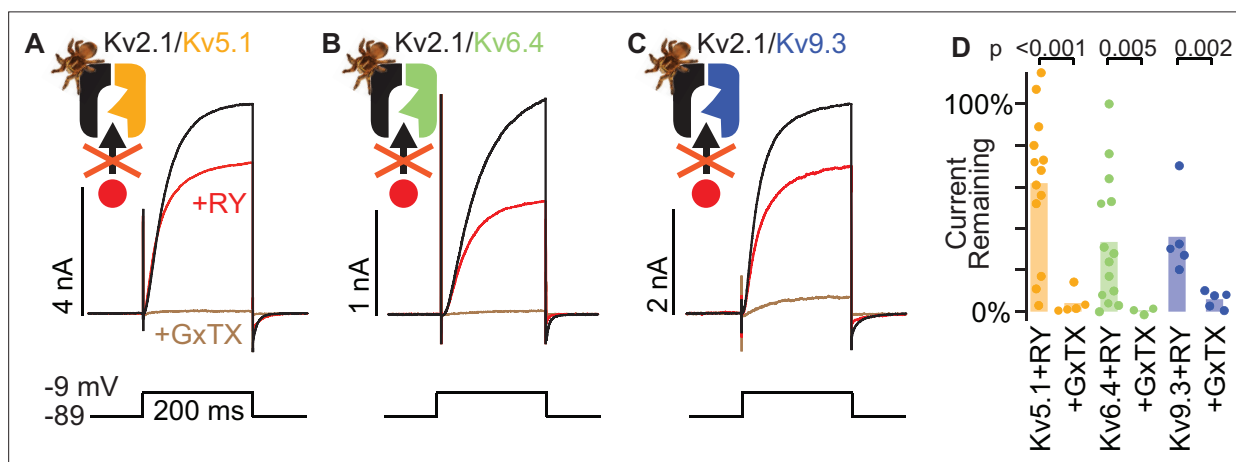 A Kv2.1/Kv5.1
+RY
+GxTX
4 nA
-9 mV
-89
200 ms
B Kv2.1/Kv6.4
1 nA
C Kv2.1/Kv9.3
2 nA
D p <0.001 0.005 0.002
Current
Remaining
100%
0%
Kv5.1+RY
+GxTX
Kv6.4+RY
+GxTX
Kv9.3+RY
+GxTX